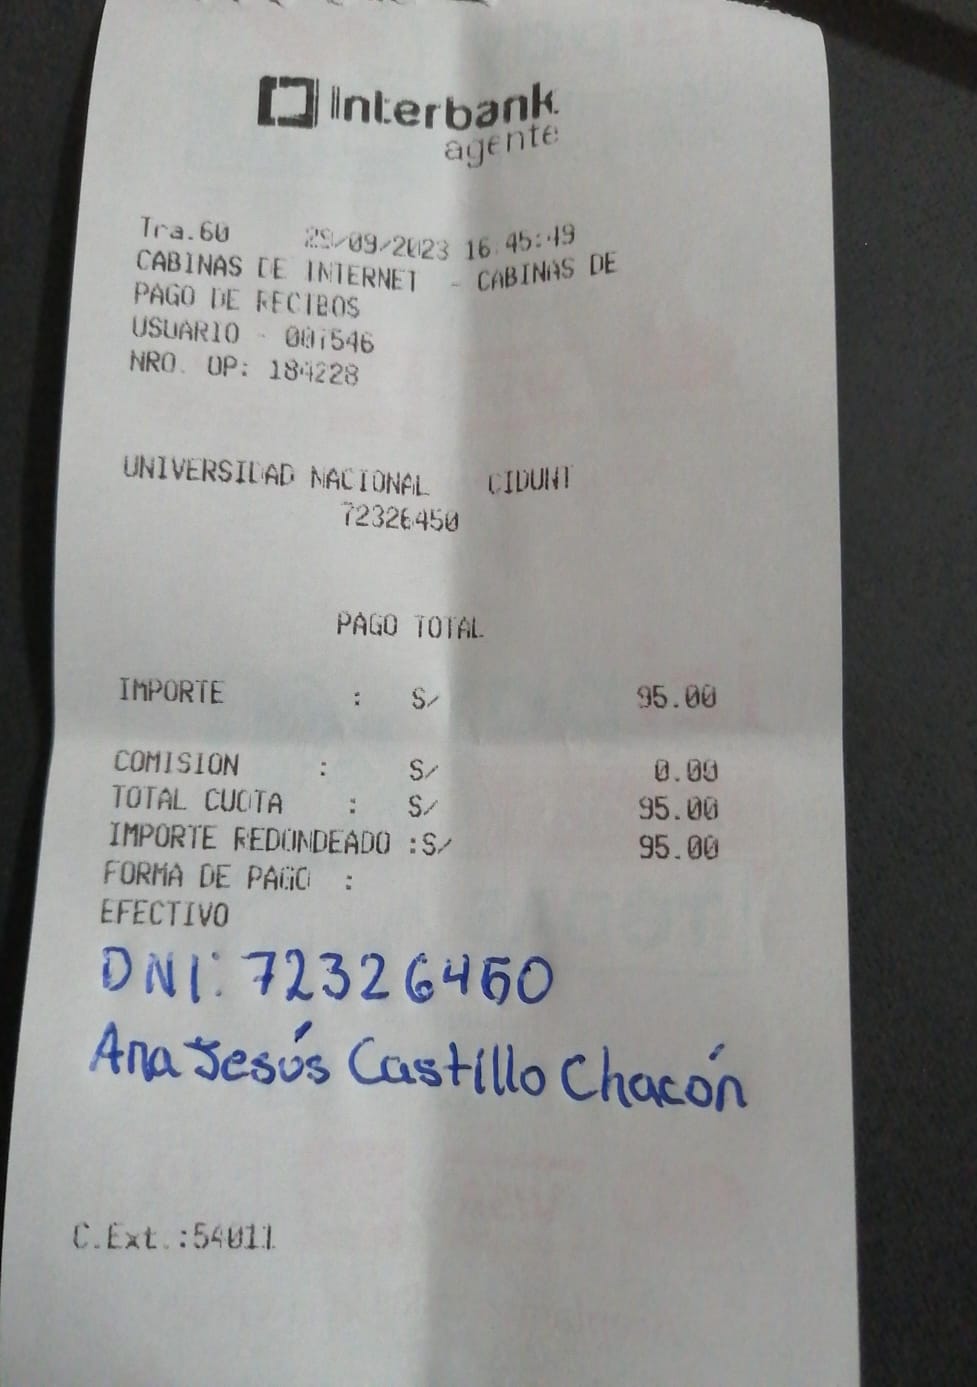 Interbank
agente
Tra.60 29/09/2023 16:45:49
CABINAS DE INTERNET - CABINAS DE
PAGO DE RECIBOS
USUARIO - 007546
NRO. OP: 184228
UNIVERSIDAD NACIONAL CIDUNT
72326450
PAGO TOTAL
IMPORTE : S/ 95.00
COMISION : S/ 0.00
TOTAL CUOTA : S/ 95.00
IMPORTE REDONDEADO :S/ 95.00
FORMA DE PAGO :
EFECTIVO
DNI: 72326450
Ana Jesús Castillo Chacón
C.Ext.:54011